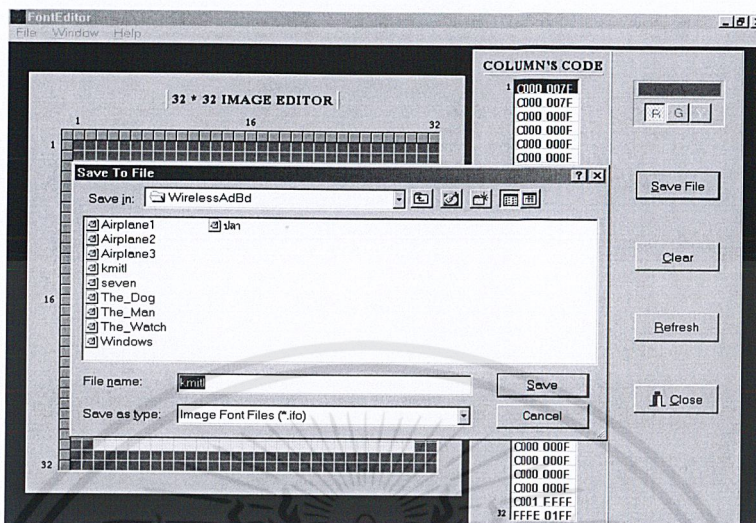 FontEditor
File Window Help
COLUMN'S CODE
32 * 32 IMAGE EDITOR
1 16 32
1
16
32
1 C000 007F
C000 007F
C000 000F
C000 000F
C000 000F
C000 000F
R G Y
Save File
Clear
Refresh
Close
Save To File
Save in: WirelessAdBd
Airplane1
Airplane2
Airplane3
kmitl
seven
The_Dog
The_Man
The_Watch
Windows
ปลา
File name: kmitl
Save
Save as type: Image Font Files (*.ifo)
Cancel
C000 000F
C000 000F
C000 000F
C000 000F
C001 FFFF
32 FFFE 01FF